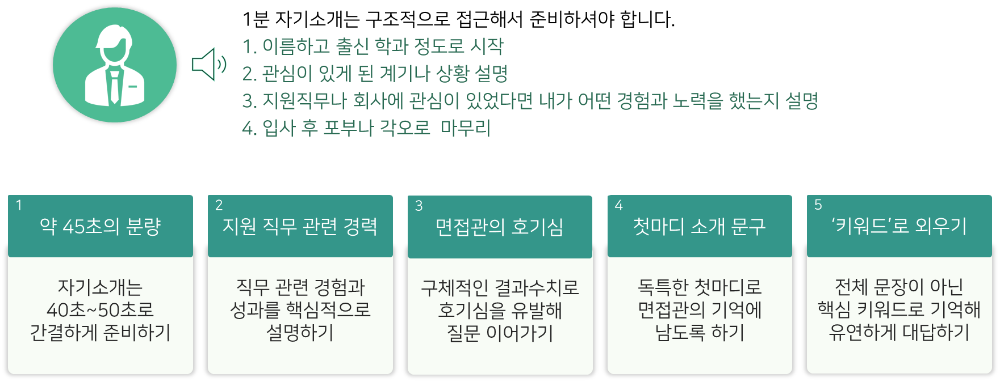 1분 자기소개는 구조적으로 접근해서 준비하셔야 합니다.
1. 이름하고 출신 학과 정도로 시작
2. 관심이 있게 된 계기나 상황 설명
3. 지원직무나 회사에 관심이 있었다면 내가 어떤 경험과 노력을 했는지 설명
4. 입사 후 포부나 각오로 마무리
1
약 45초의 분량
자기소개는
40초~50초로
간결하게 준비하기
2
지원 직무 관련 경력
직무 관련 경험과
성과를 핵심적으로
설명하기
3
면접관의 호기심
구체적인 결과수치로
호기심을 유발해
질문 이어가기
4
첫마디 소개 문구
독특한 첫마디로
면접관의 기억에
남도록 하기
5
‘키워드’로 외우기
전체 문장이 아닌
핵심 키워드로 기억해
유연하게 대답하기